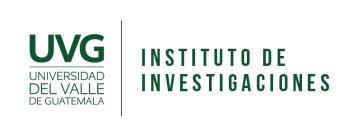 UVG
UNIVERSIDAD
DEL VALLE
DE GUATEMALA
INSTITUTO DE
INVESTIGACIONES